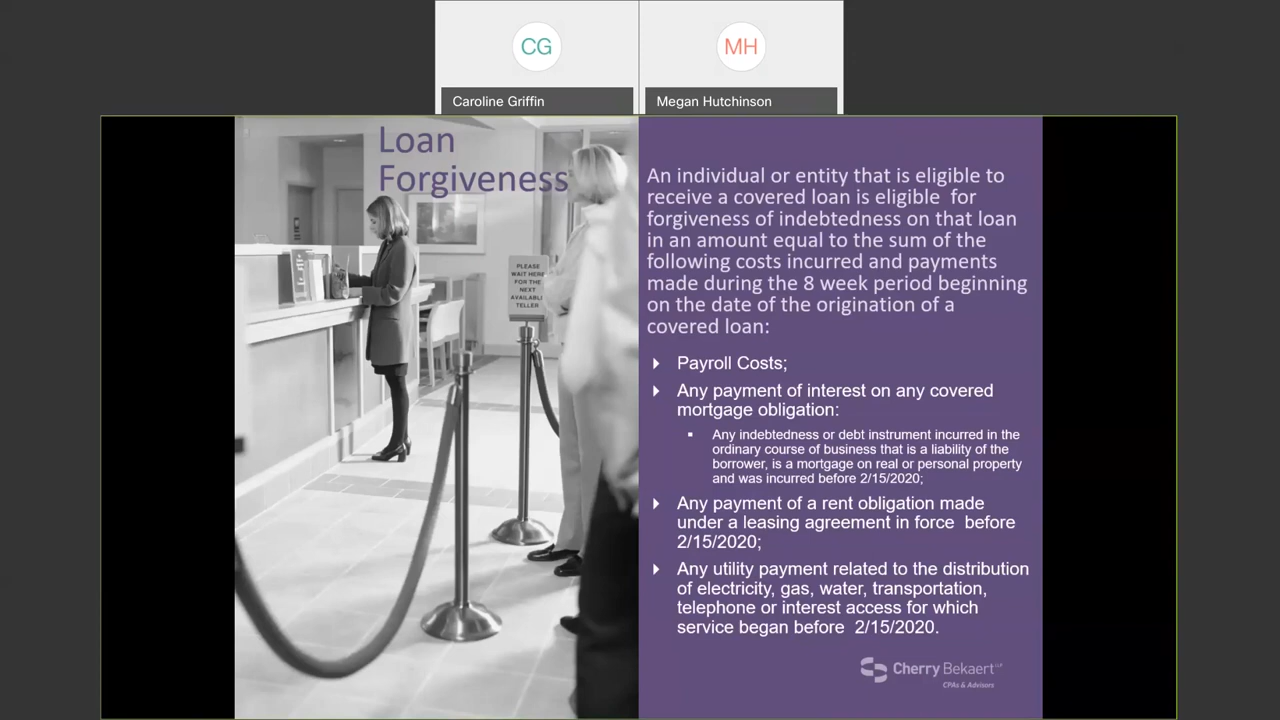 CG
MH
Caroline Griffin
Megan Hutchinson
Loan
Forgiveness
PLEASE
WAIT HERE
FOR THE
NEXT
AVAILABLE
TELLER
An individual or entity that is eligible to
receive a covered loan is eligible for
forgiveness of indebtedness on that loan
in an amount equal to the sum of the
following costs incurred and payments
made during the 8 week period beginning
on the date of the origination of a
covered loan:
Payroll Costs;
Any payment of interest on any covered
mortgage obligation:
Any indebtedness or debt instrument incurred in the
ordinary course of business that is a liability of the
borrower, is a mortgage on real or personal property
and was incurred before 2/15/2020;
Any payment of a rent obligation made
under a leasing agreement in force before
2/15/2020;
Any utility payment related to the distribution
of electricity, gas, water, transportation,
telephone or interest access for which
service began before 2/15/2020.
Cherry Bekaert LLP
CPAs & Advisors